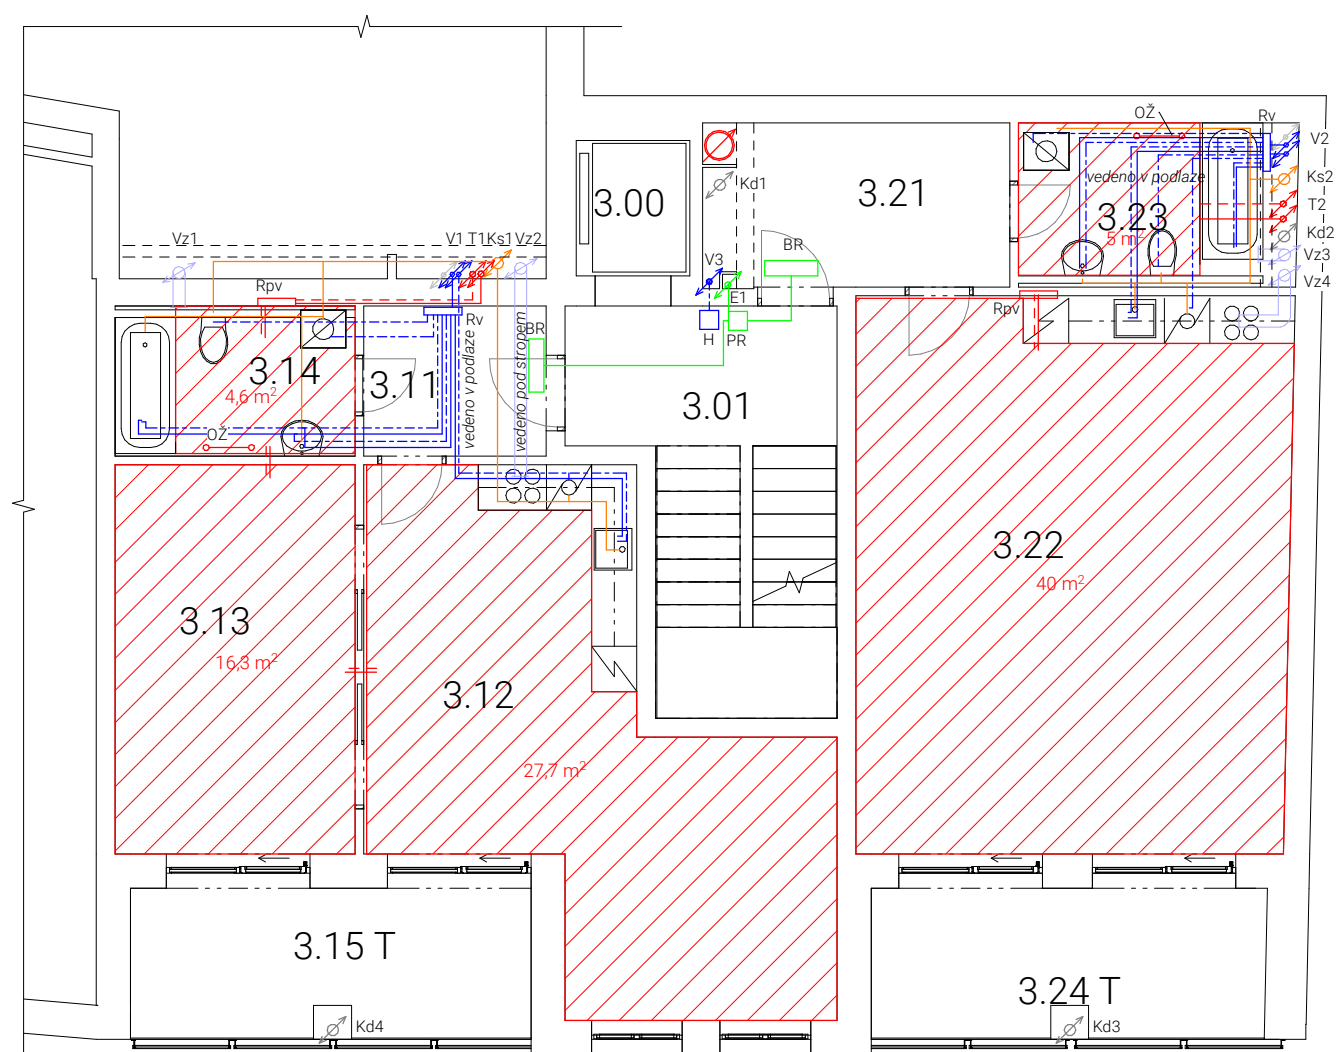 OŽ
Rv
V2
3.00
Kd1
3.21
vedeno v podlaze
Ks2
T2
3.23
5 m²
Kd2
Vz1
V1 T1 Ks1 Vz2
V3
BR
Vz3
Vz4
Rpv
E1
Rpv
Rv
BR
H
PR
3.14
4,6 m²
3.11
vedeno v podlaze
vedeno pod stropem
3.01
OŽ
3.22
40 m²
3.13
16,3 m²
3.12
27,7 m²
3.15 T
3.24 T
Kd4
Kd3